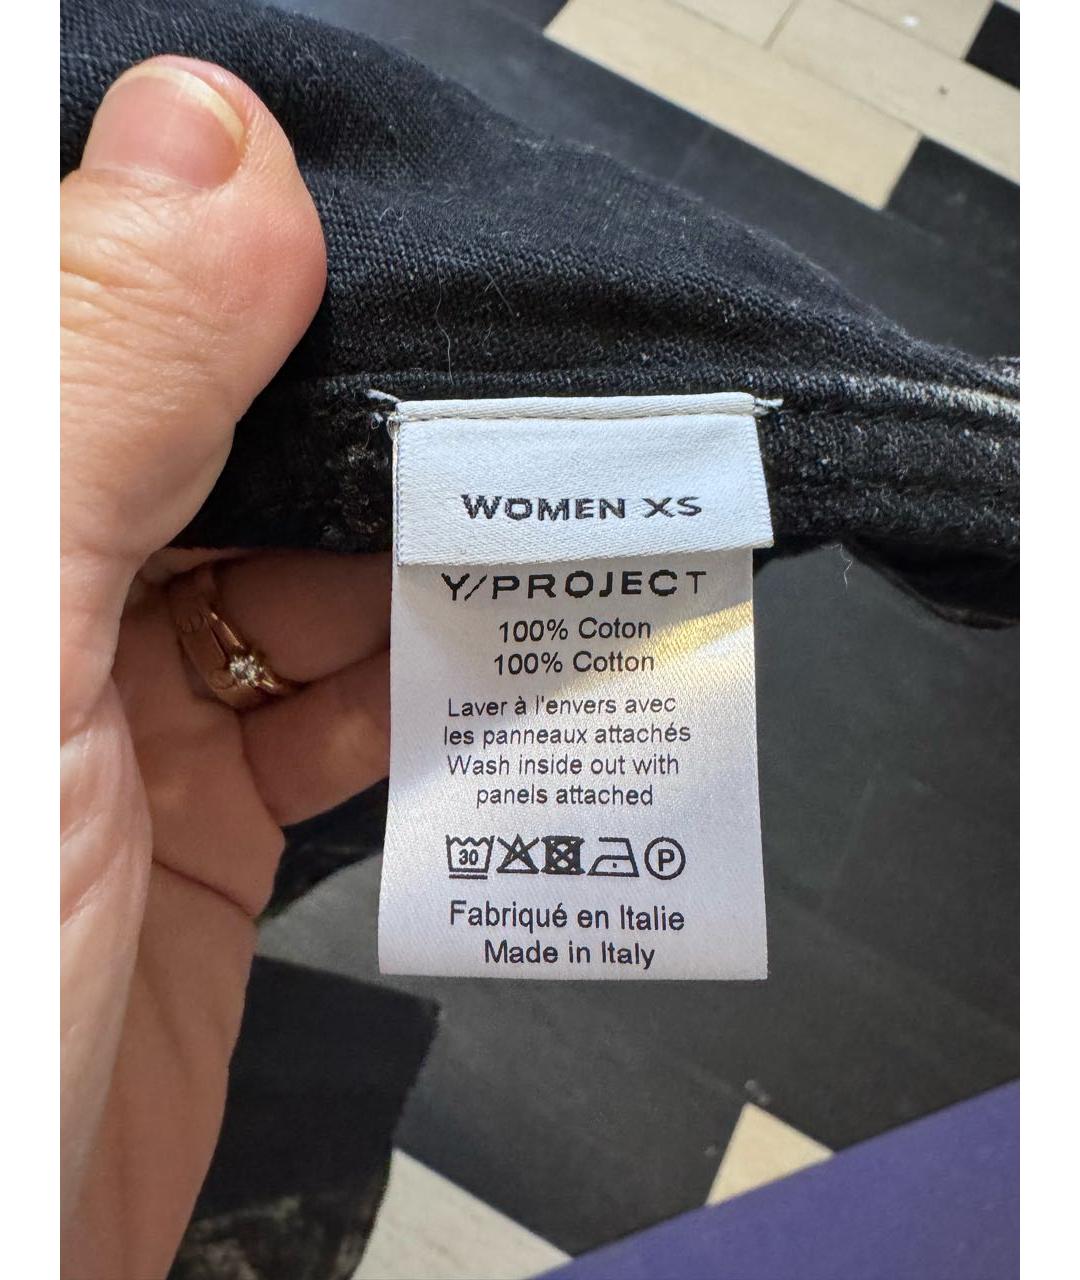 WOMEN XS
Y/PROJECT
100% Coton
100% Cotton
Laver à l'envers avec
les panneaux attachés
Wash inside out with
panels attached
30 P
Fabriqué en Italie
Made in Italy